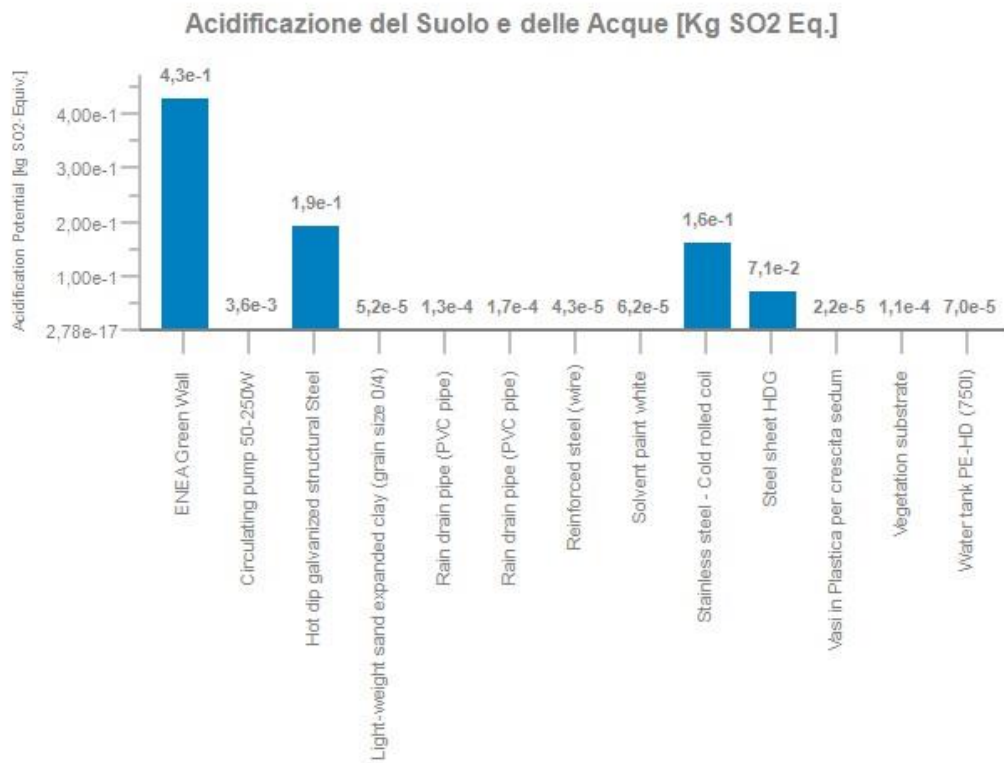 Acidificazione del Suolo e delle Acque [Kg SO2 Eq.]
Acidification Potential [kg SO2-Equiv.]
4,00e-1
3,00e-1
2,00e-1
1,00e-1
2,78e-17
4,3e-1
3,6e-3
1,9e-1
5,2e-5
1,3e-4
1,7e-4
4,3e-5
6,2e-5
1,6e-1
7,1e-2
2,2e-5
1,1e-4
7,0e-5
ENEA Green Wall
Circulating pump 50-250W
Hot dip galvanized structural Steel
Light-weight sand expanded clay (grain size 0/4)
Rain drain pipe (PVC pipe)
Rain drain pipe (PVC pipe)
Reinforced steel (wire)
Solvent paint white
Stainless steel - Cold rolled coil
Steel sheet HDG
Vasi in Plastica per crescita sedum
Vegetation substrate
Water tank PE-HD (750l)